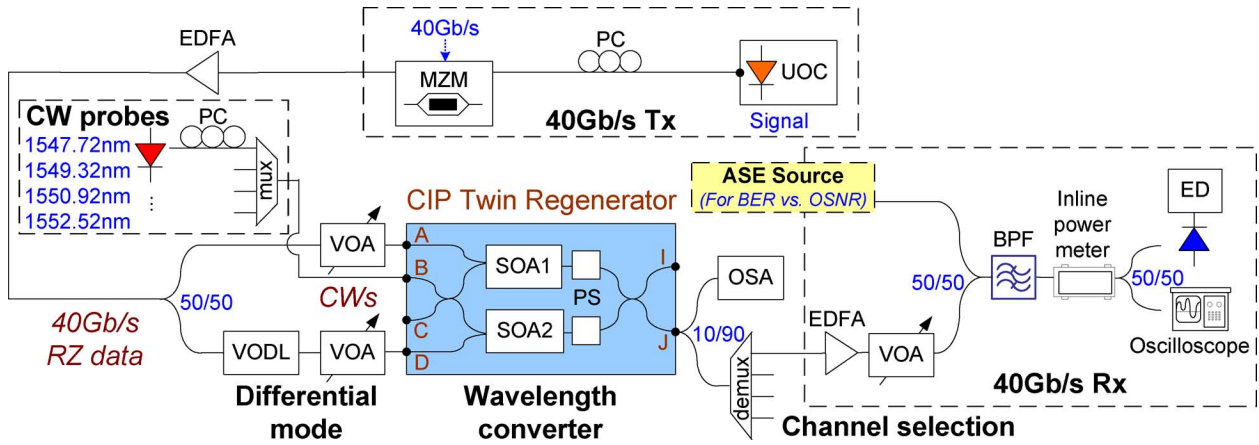 EDFA
40Gb/s
PC
MZM
UOC
40Gb/s Tx
Signal
CW probes
PC
1547.72nm
1549.32nm
1550.92nm
⋮
1552.52nm
mux
ASE Source
(For BER vs. OSNR)
CIP Twin Regenerator
VOA
A
B
C
D
SOA1
SOA2
PS
I
J
CWs
50/50
40Gb/s
RZ data
VODL
VOA
Differential
mode
Wavelength
converter
OSA
10/90
demux
Channel selection
EDFA
VOA
50/50
BPF
Inline
power
meter
ED
50/50
Oscilloscope
40Gb/s Rx